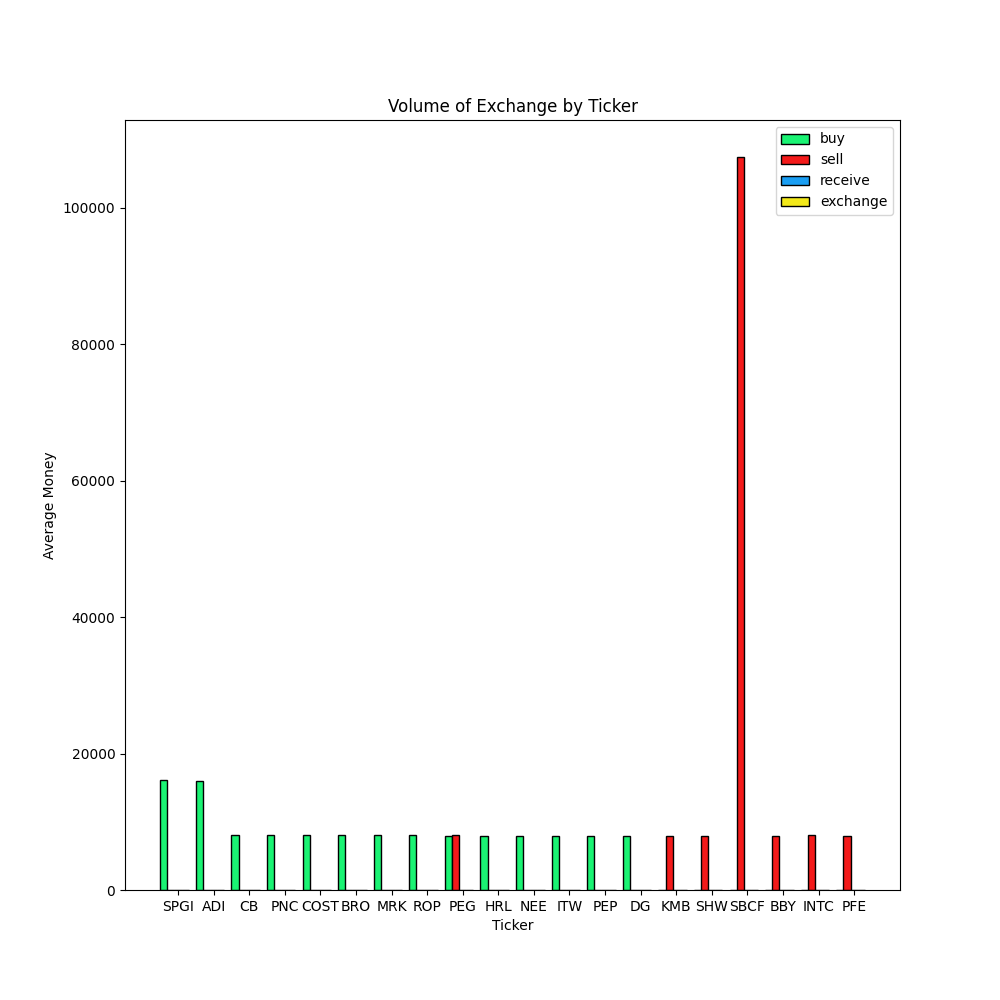 Volume of Exchange by Ticker
buy
sell
receive
exchange
100000
80000
60000
40000
20000
0
Average Money
SPGI ADI CB PNC COST BRO MRK ROP PEG HRL NEE ITW PEP DG KMB SHW SBCF BBY INTC PFE
Ticker